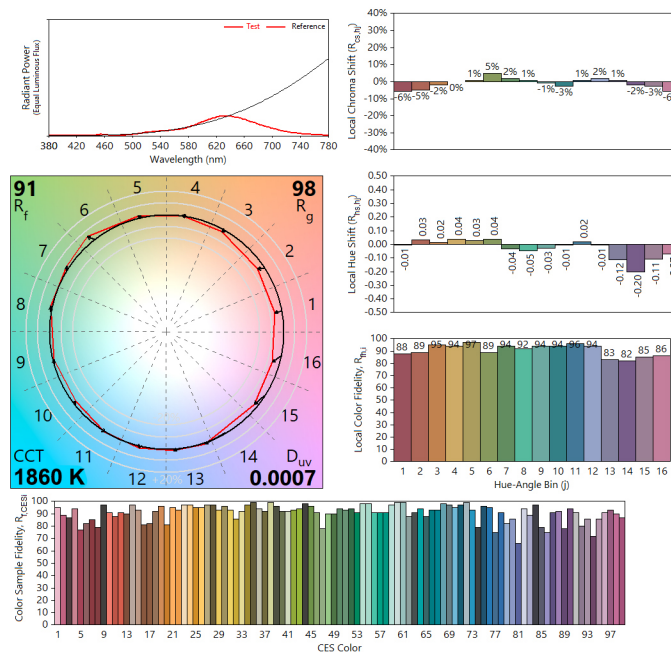 Radiant Power
(Equal Luminous Flux)
Test
Reference
380 420 460 500 540 580 620 660 700 740 780
Wavelength (nm)
Local Chroma Shift (Rcs,hj)
40%
30%
20%
10%
0%
-10%
-20%
-30%
-40%
-6% -5% -2% 0% 1% 5% 2% 1% -1% -3% 1% 2% 1% -2% -3%
91
Rf
98
Rg
CCT
1860 K
Duv
0.0007
1
2
3
4
5
6
7
8
9
10
11
12
13
14
15
16
+20%
Local Hue Shift (Rhs,hj)
0.50
0.40
0.30
0.20
0.10
0.00
-0.10
-0.20
-0.30
-0.40
-0.50
-0.01 0.03 0.02 0.04 0.03 0.04 -0.04 -0.05 -0.03 -0.01 0.02 -0.01 -0.12 -0.20 -0.11
Local Color Fidelity, Rfh,i
100
90
80
70
60
50
40
30
20
10
0
88 89 95 94 97 89 94 92 94 94 96 94 83 82 85 86
1 2 3 4 5 6 7 8 9 10 11 12 13 14 15 16
Hue-Angle Bin (j)
Color Sample Fidelity, Rf,CESi
100
90
80
70
60
50
40
30
20
10
0
1 5 9 13 17 21 25 29 33 37 41 45 49 53 57 61 65 69 73 77 81 85 89 93 97
CES Color